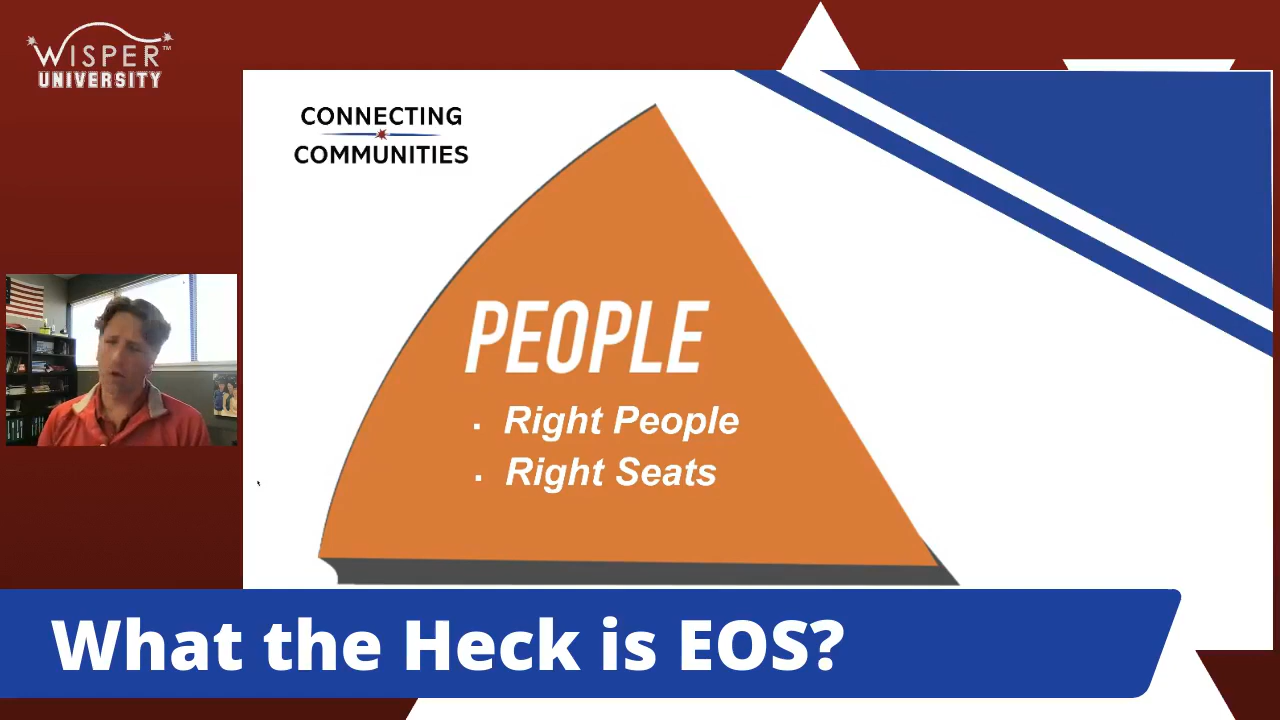 WISPER™
UNIVERSITY
CONNECTING
COMMUNITIES
PEOPLE
▪ Right People
▪ Right Seats
What the Heck is EOS?